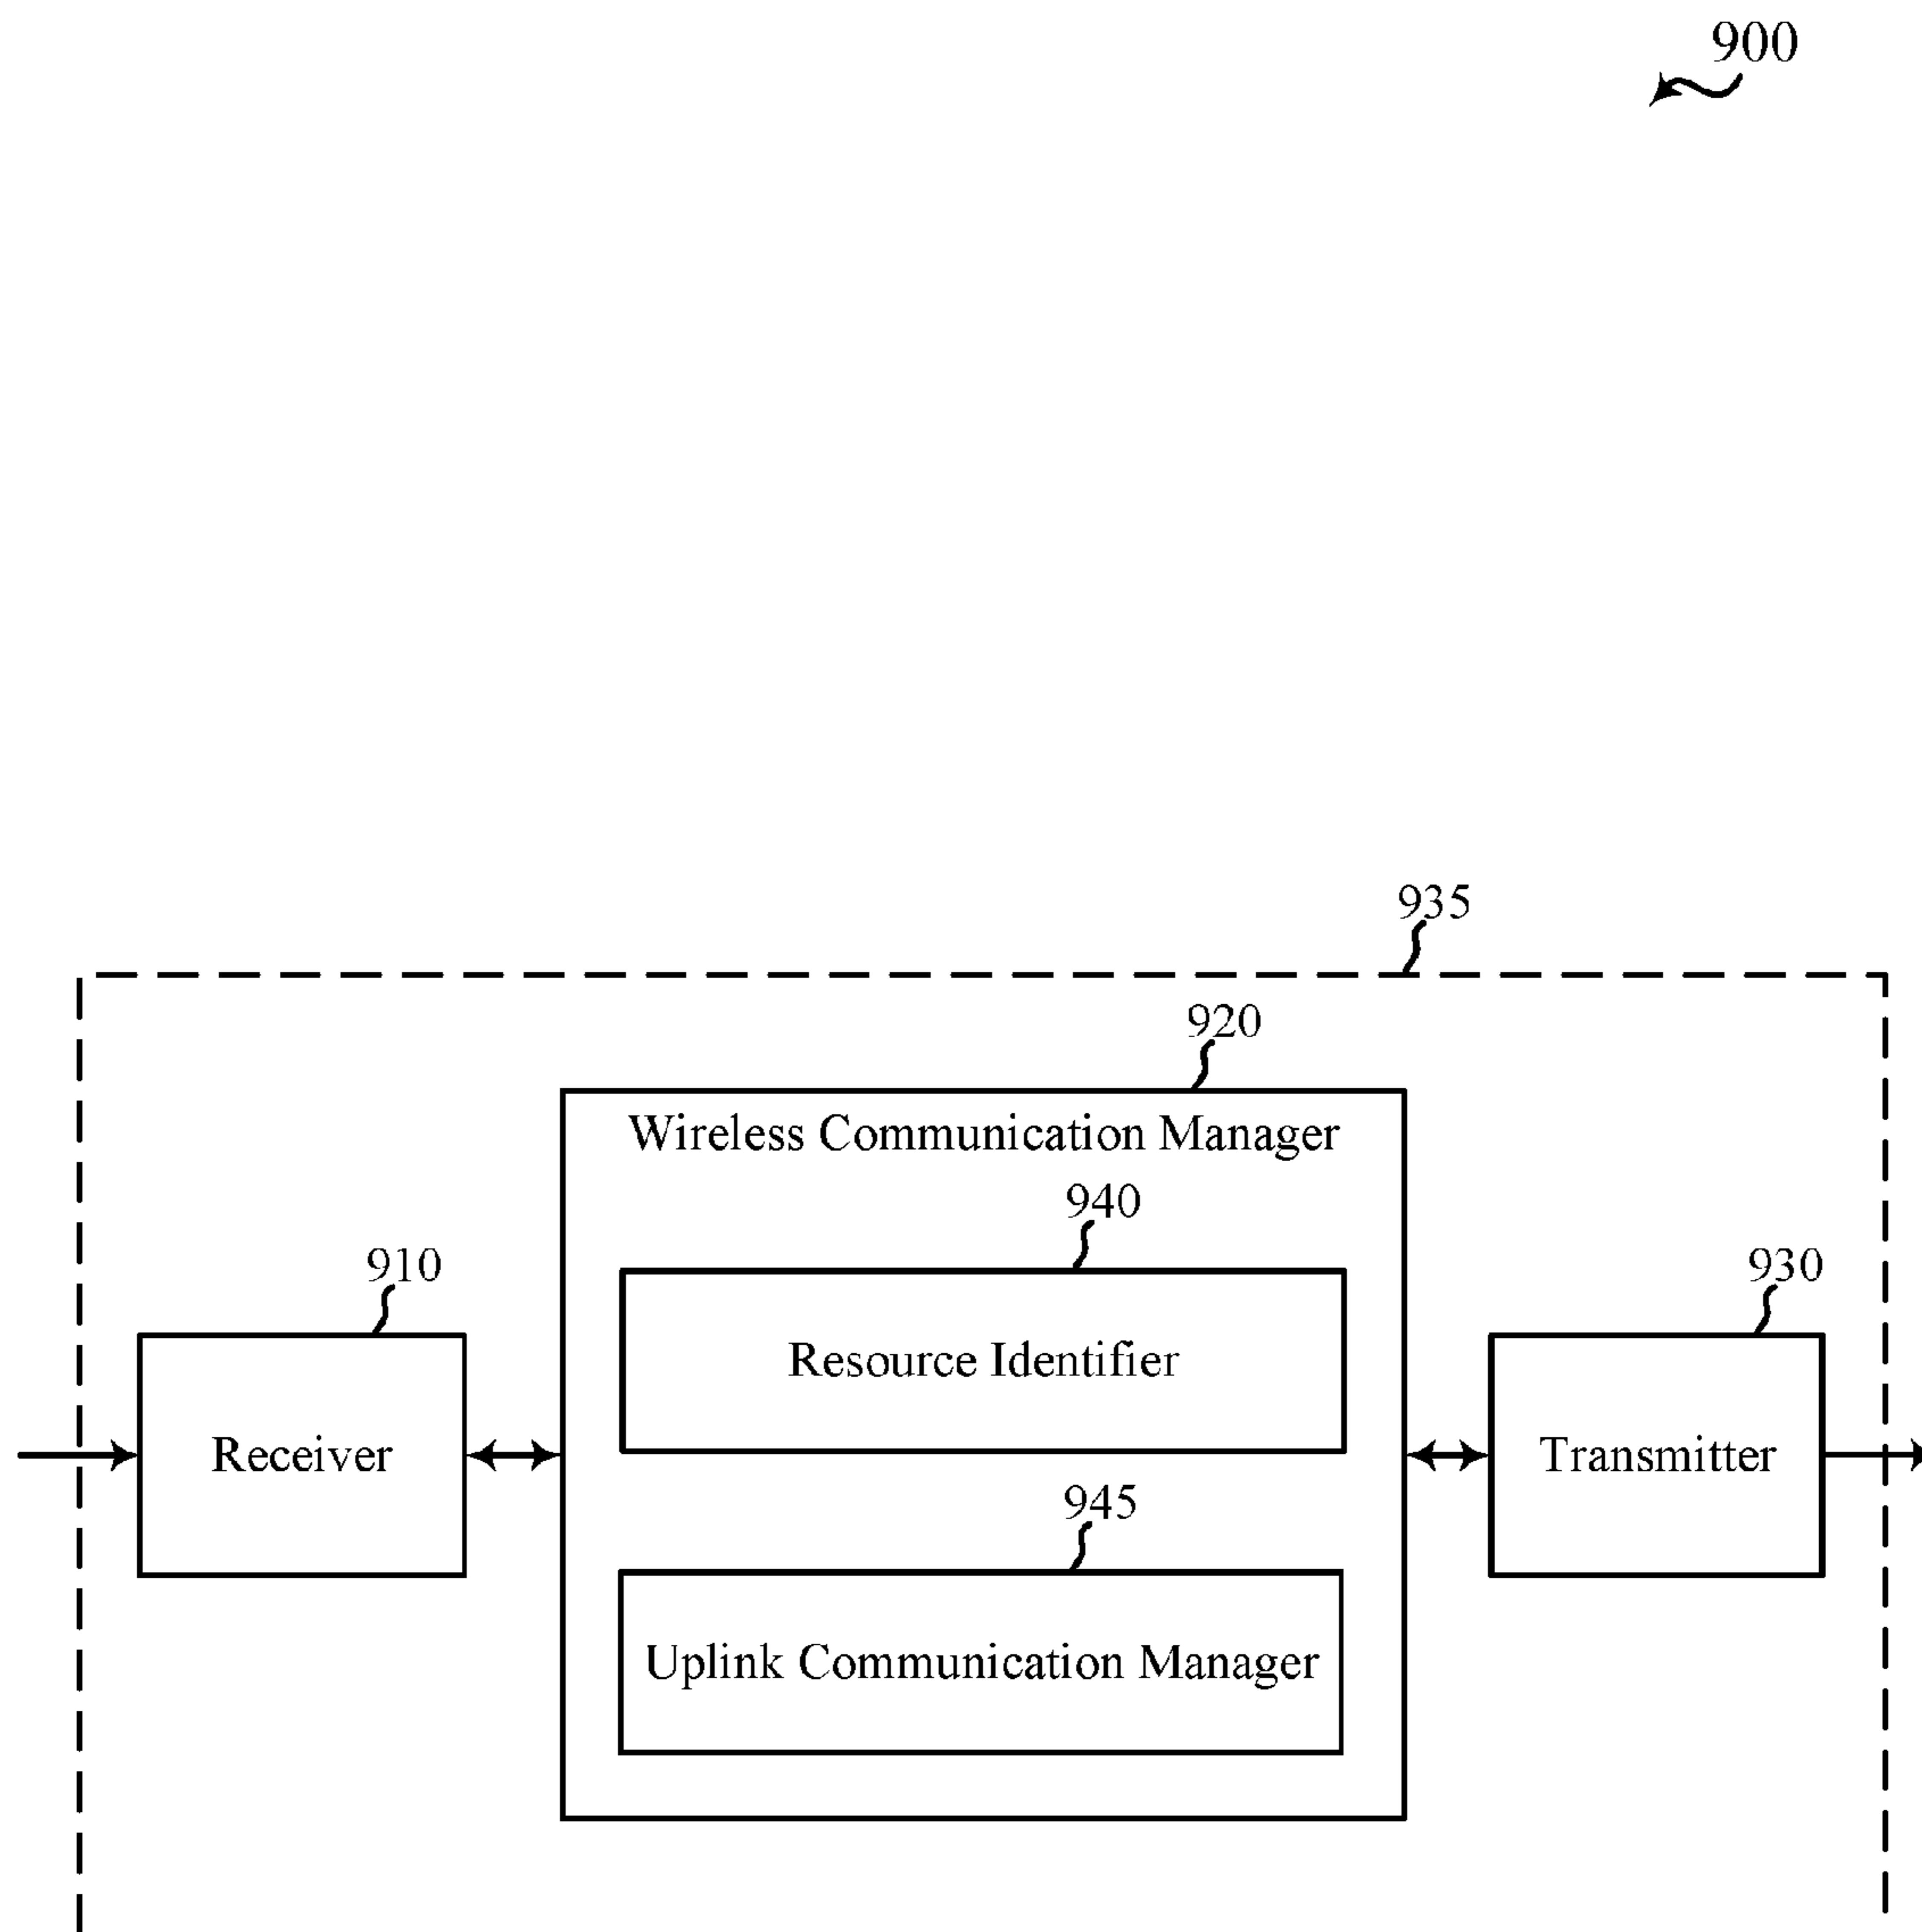 900
935
920
Wireless Communication Manager
940
910
930
Resource Identifier
Receiver
Transmitter
945
Uplink Communication Manager